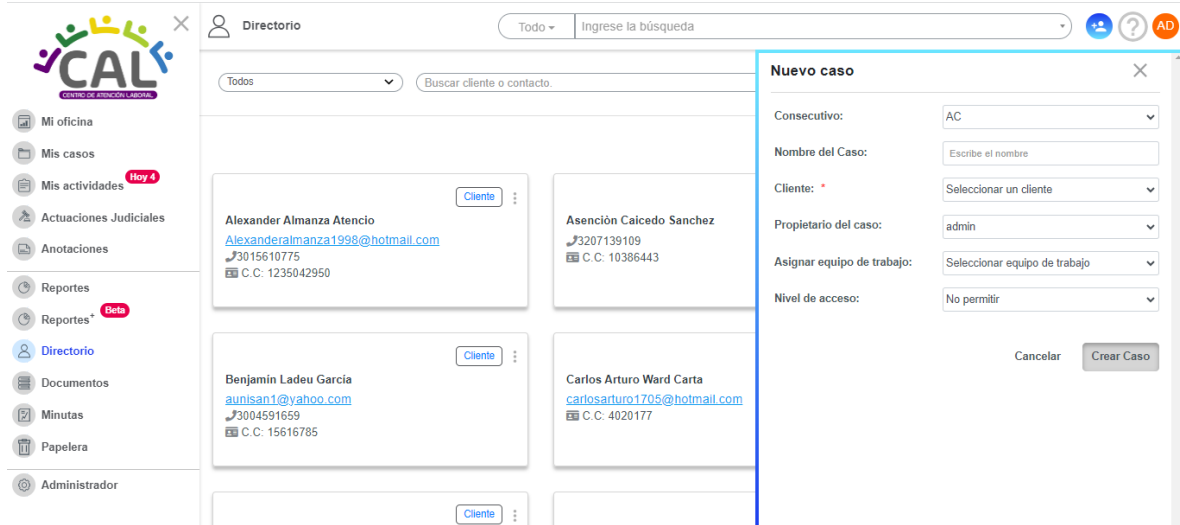 CAL
CENTRO DE ATENCIÓN LABORAL
Mi oficina
Mis casos
Mis actividades Hoy 4
Actuaciones Judiciales
Anotaciones
Reportes
Reportes+ Beta
Directorio
Documentos
Minutas
Papelera
Administrador
Directorio
Todo
Ingrese la búsqueda
AD
Todos
Buscar cliente o contacto.
Cliente
Alexander Almanza Atencio
Alexanderalmanza1998@hotmail.com
3015610775
C.C: 1235042950
Asención Caicedo Sanchez
3207139109
C.C: 10386443
Cliente
Benjamín Ladeu García
aunisan1@yahoo.com
3004591659
C.C: 15616785
Carlos Arturo Ward Carta
carlosarturo1705@hotmail.com
C.C: 4020177
Cliente
Nuevo caso
Consecutivo: AC
Nombre del Caso: Escribe el nombre
Cliente: * Seleccionar un cliente
Propietario del caso: admin
Asignar equipo de trabajo: Seleccionar equipo de trabajo
Nivel de acceso: No permitir
Cancelar Crear Caso